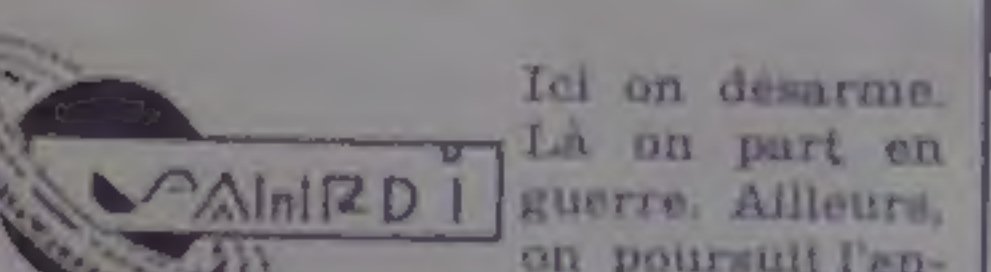 Ici on désarme.
Là on part en
guerre. Ailleurs,
on poursuit l'en-